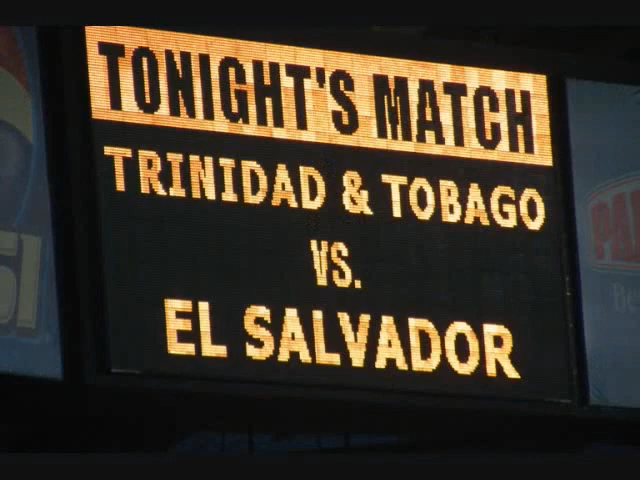 TONIGHT'S MATCH
TRINIDAD & TOBAGO
VS.
EL SALVADOR